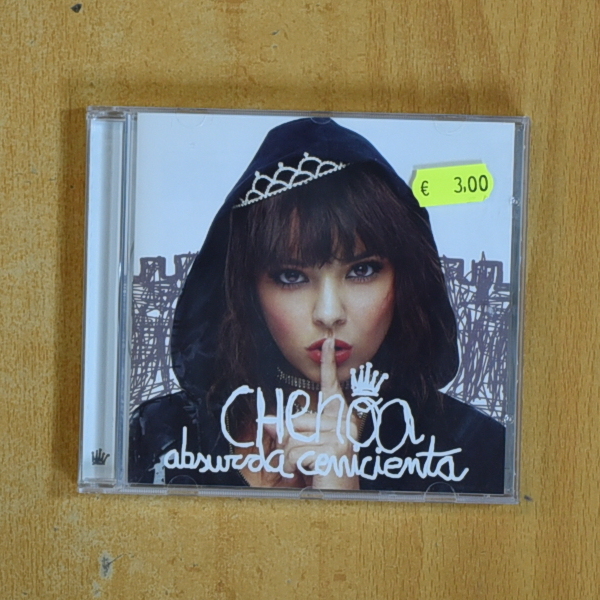 € 3,00
CHenOa
absurda cenicienta